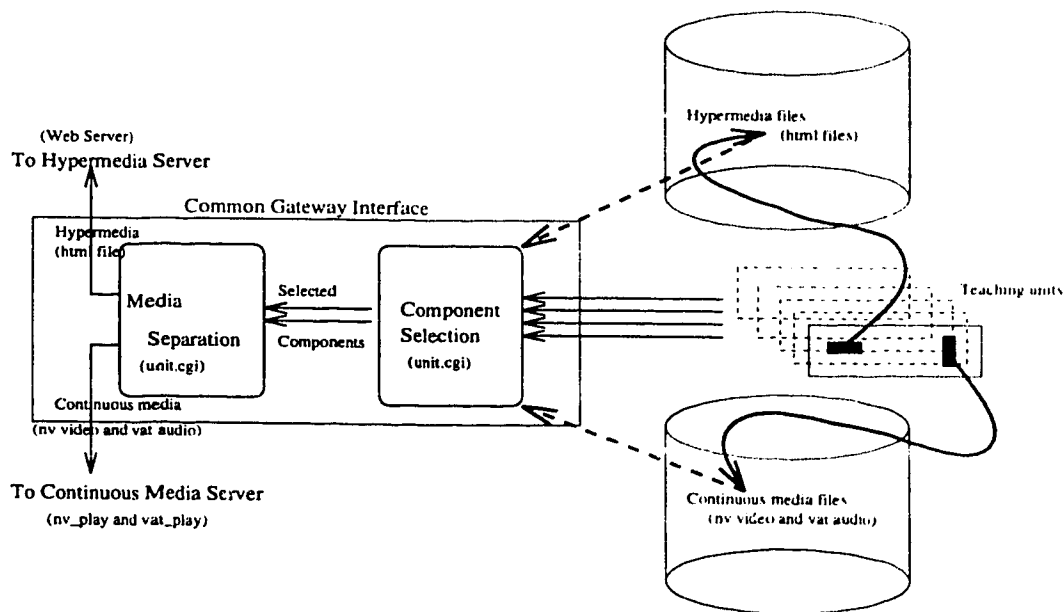 (Web Server)
To Hypermedia Server
Common Gateway Interface
Hypermedia
(html file)
Media
Separation
(unit.cgi)
Selected
Components
Component
Selection
(unit.cgi)
Continuous media
(nv video and vat audio)
To Continuous Media Server
(nv_play and vat_play)
Hypermedia files
(html files)
Teaching units
Continuous media files
(nv video and vat audio)